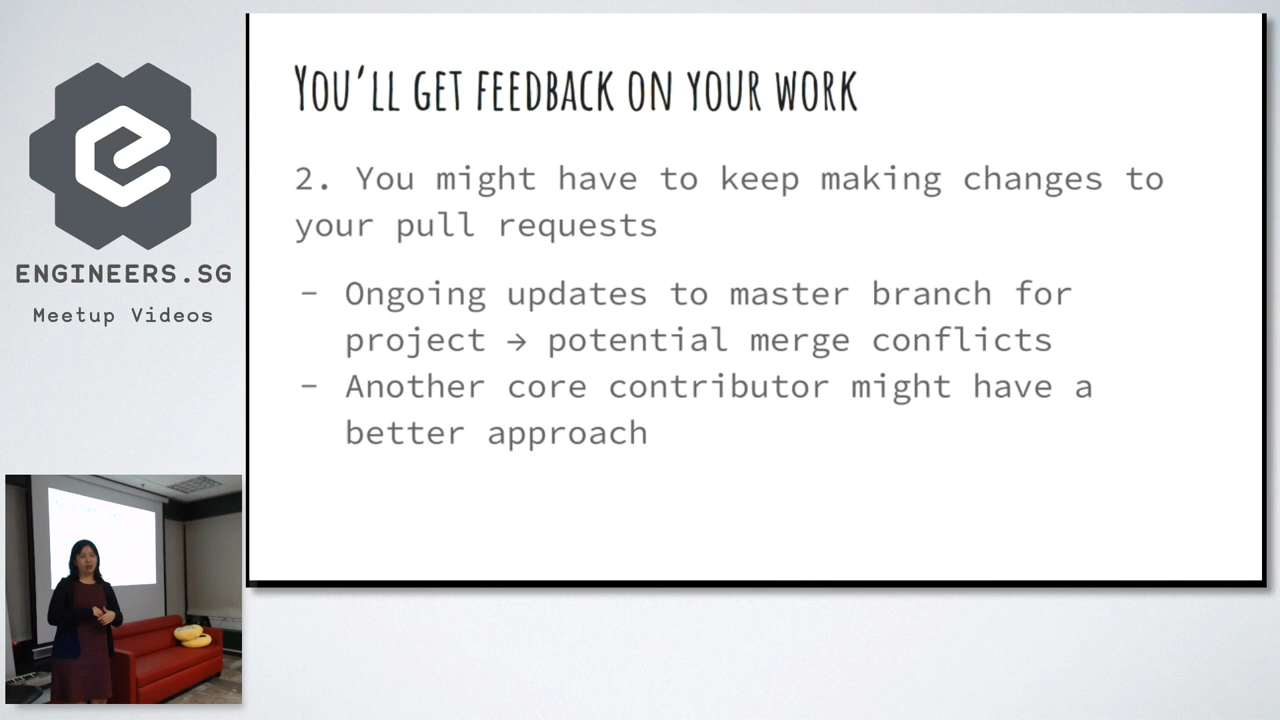 You'll get feedback on your work
2. You might have to keep making changes to
your pull requests
- Ongoing updates to master branch for
project → potential merge conflicts
- Another core contributor might have a
better approach
ENGINEERS.SG
Meetup Videos